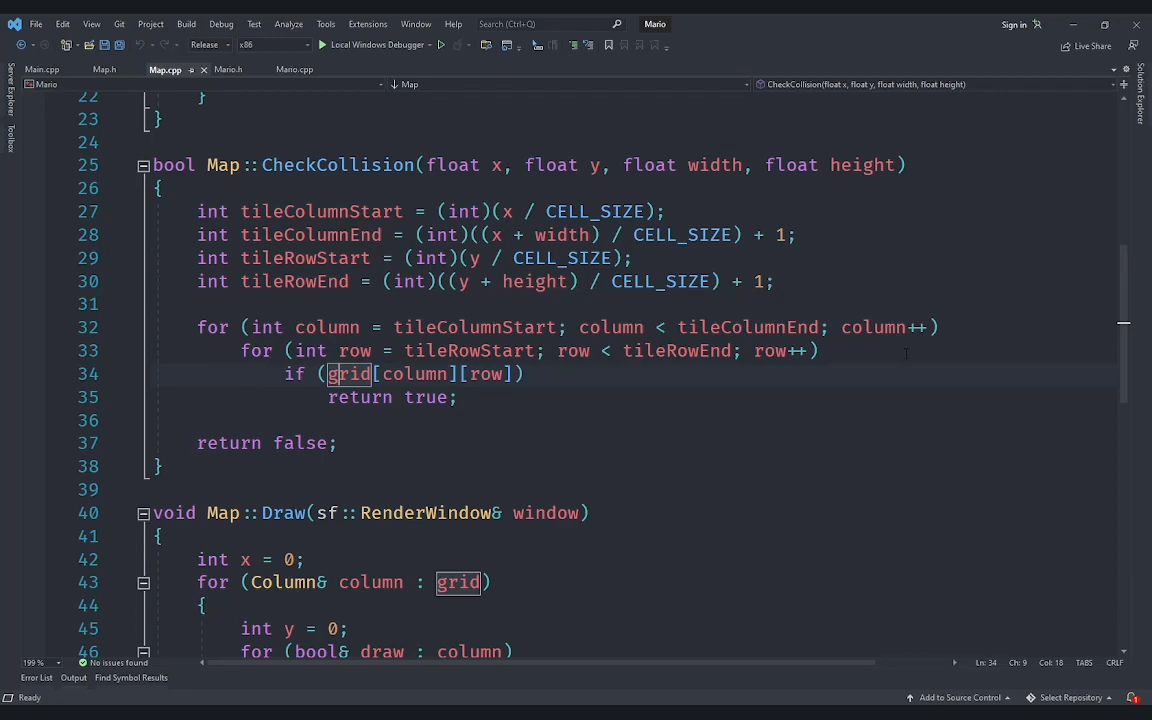 File Edit View Git Project Build Debug Test Analyze Tools Extensions Window Help Search (Ctrl+Q) Mario Sign in
Release x86 Local Windows Debugger Live Share
Main.cpp Map.h Map.cpp Mario.h Mario.cpp
Mario Map CheckCollision(float x, float y, float width, float height)
Server Explorer
Toolbox
Solution Explorer
22 }
23 }
24
25 bool Map::CheckCollision(float x, float y, float width, float height)
26 {
27 int tileColumnStart = (int)(x / CELL_SIZE);
28 int tileColumnEnd = (int)((x + width) / CELL_SIZE) + 1;
29 int tileRowStart = (int)(y / CELL_SIZE);
30 int tileRowEnd = (int)((y + height) / CELL_SIZE) + 1;
31
32 for (int column = tileColumnStart; column < tileColumnEnd; column++)
33 for (int row = tileRowStart; row < tileRowEnd; row++)
34 if (grid[column][row])
35 return true;
36
37 return false;
38 }
39
40 void Map::Draw(sf::RenderWindow& window)
41 {
42 int x = 0;
43 for (Column& column : grid)
44 {
45 int y = 0;
46 for (bool& draw : column)
199 % No issues found Ln: 34 Ch: 9 Col: 18 TABS CRLF
Error List Output Find Symbol Results
Ready Add to Source Control Select Repository 1